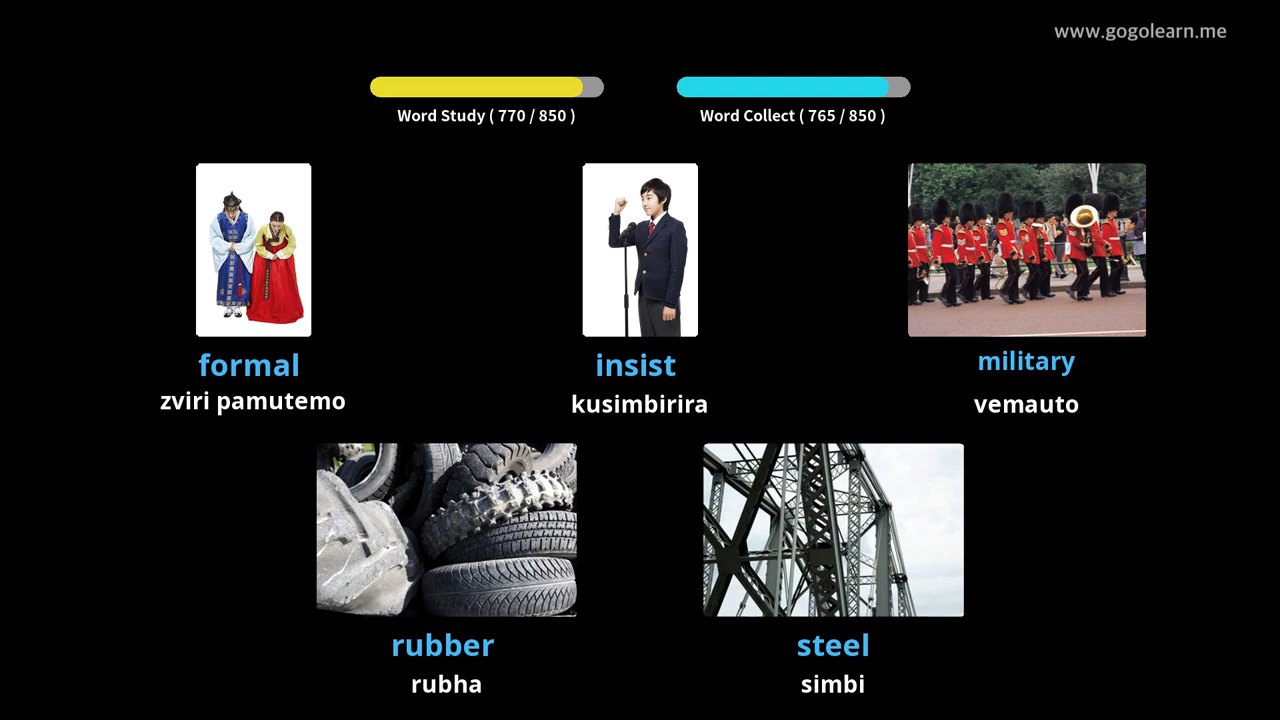 www.gogolearn.me
Word Study ( 770 / 850 )
Word Collect ( 765 / 850 )
formal
zviri pamutemo
insist
kusimbirira
military
vemauto
rubber
rubha
steel
simbi